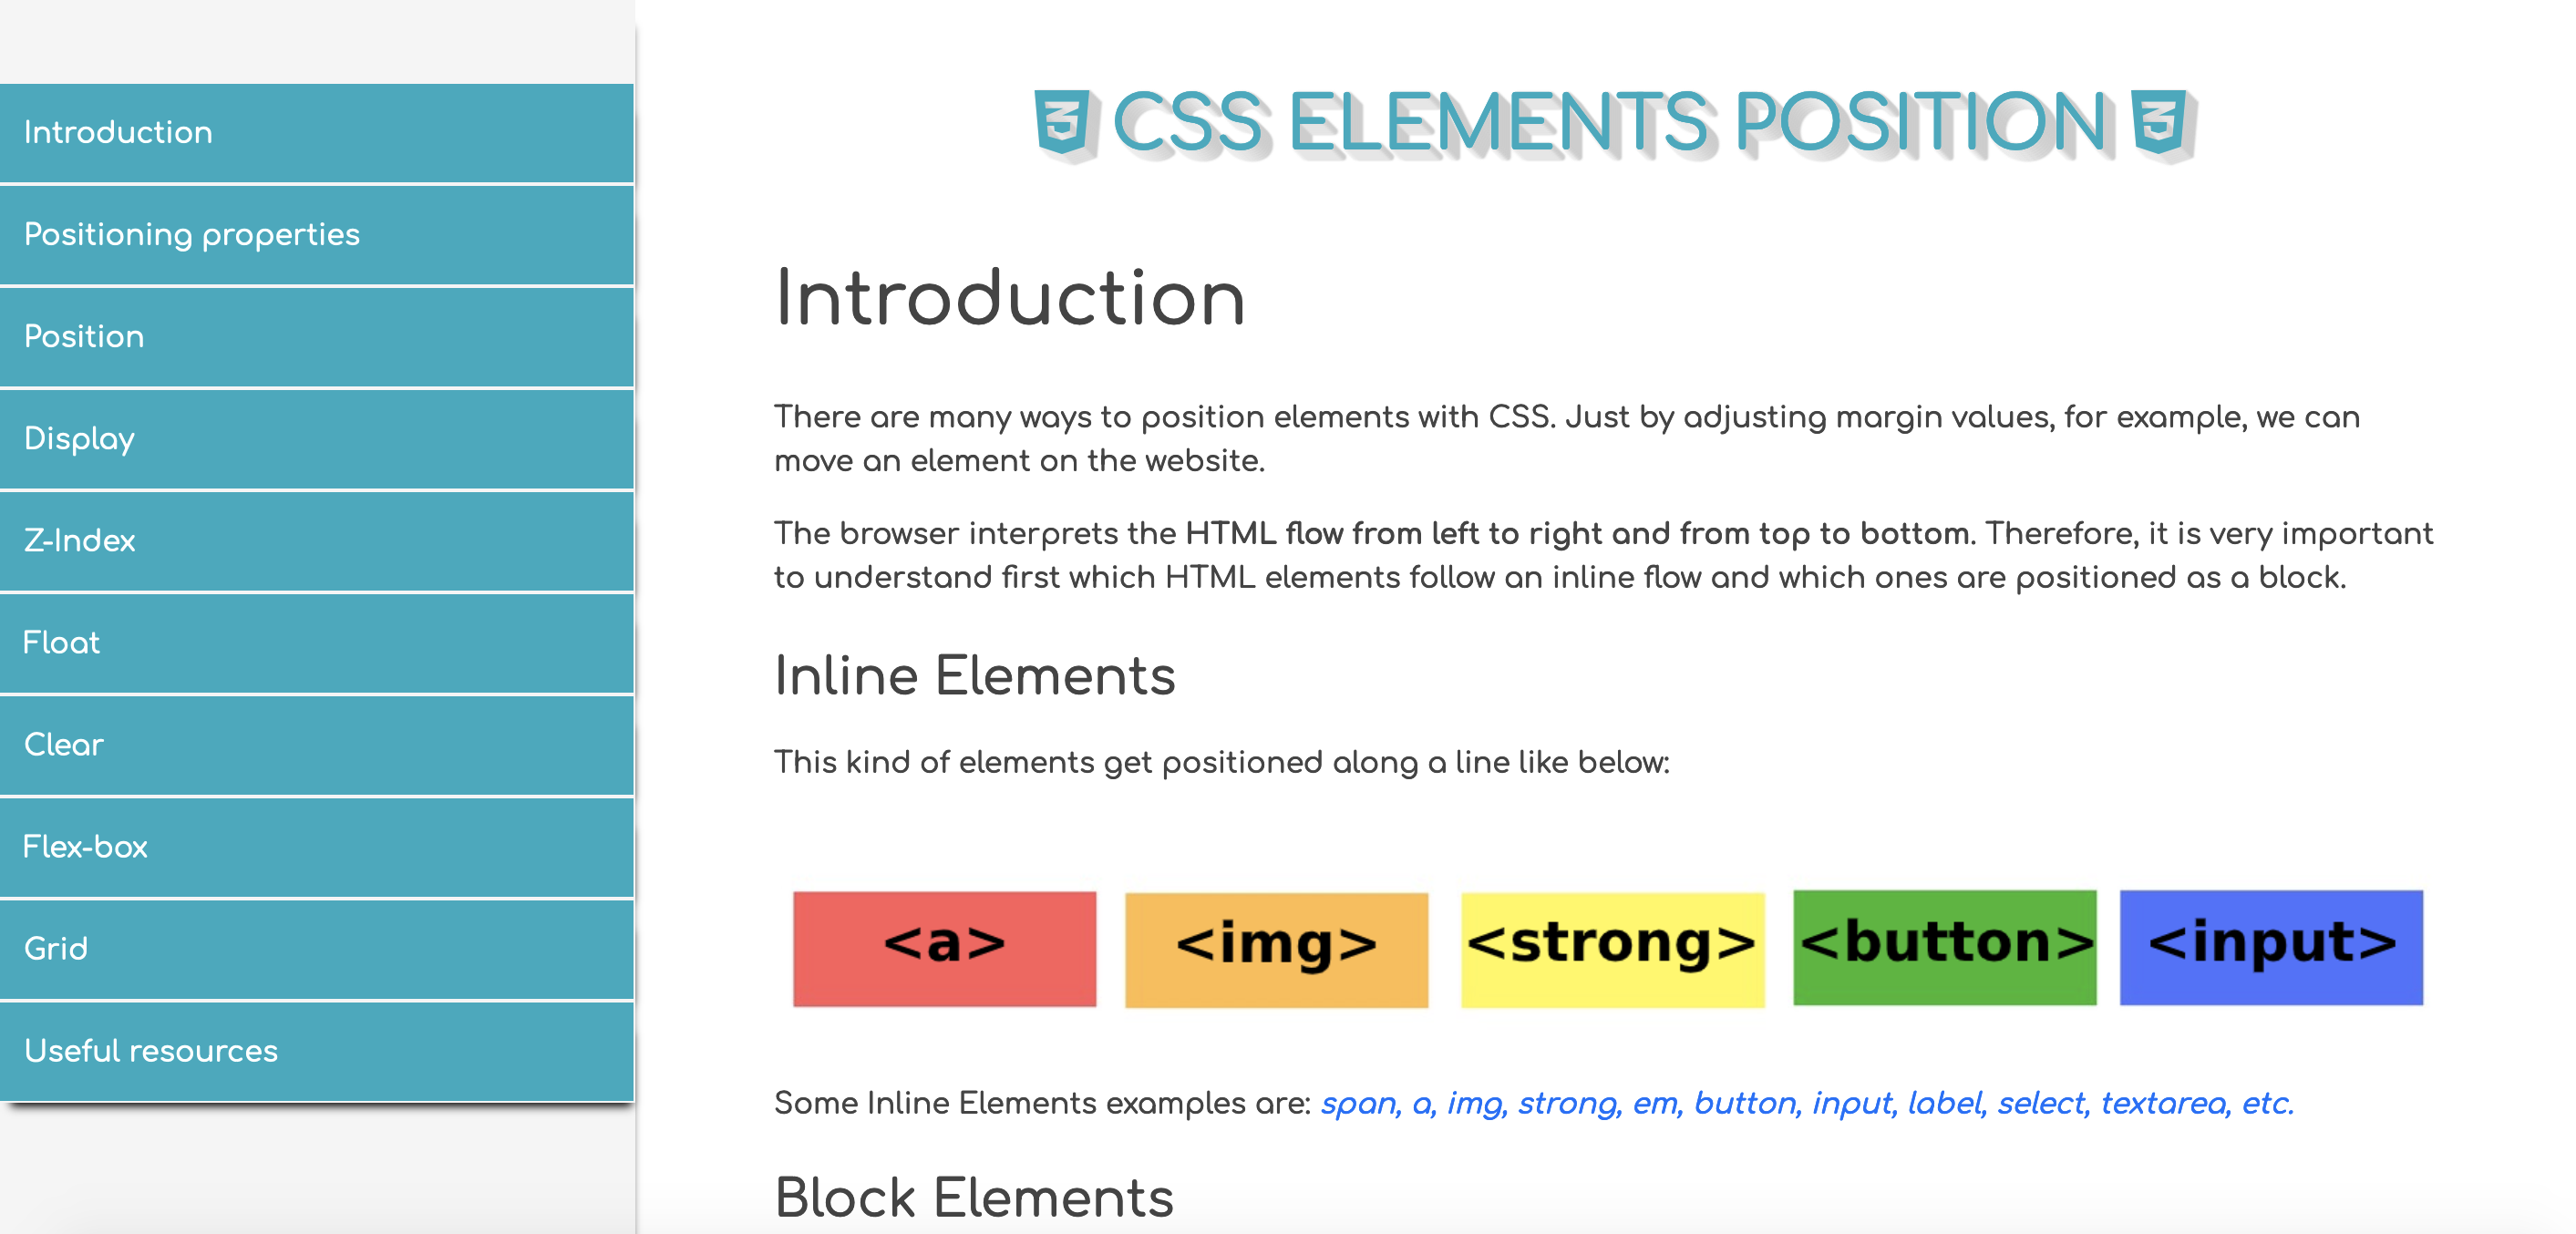 Introduction
Positioning properties
Position
Display
Z-Index
Float
Clear
Flex-box
Grid
Useful resources
CSS ELEMENTS POSITION
Introduction
There are many ways to position elements with CSS. Just by adjusting margin values, for example, we can
move an element on the website.
The browser interprets the HTML flow from left to right and from top to bottom. Therefore, it is very important
to understand first which HTML elements follow an inline flow and which ones are positioned as a block.
Inline Elements
This kind of elements get positioned along a line like below:
<a> <img> <strong> <button> <input>
Some Inline Elements examples are: span, a, img, strong, em, button, input, label, select, textarea, etc.
Block Elements